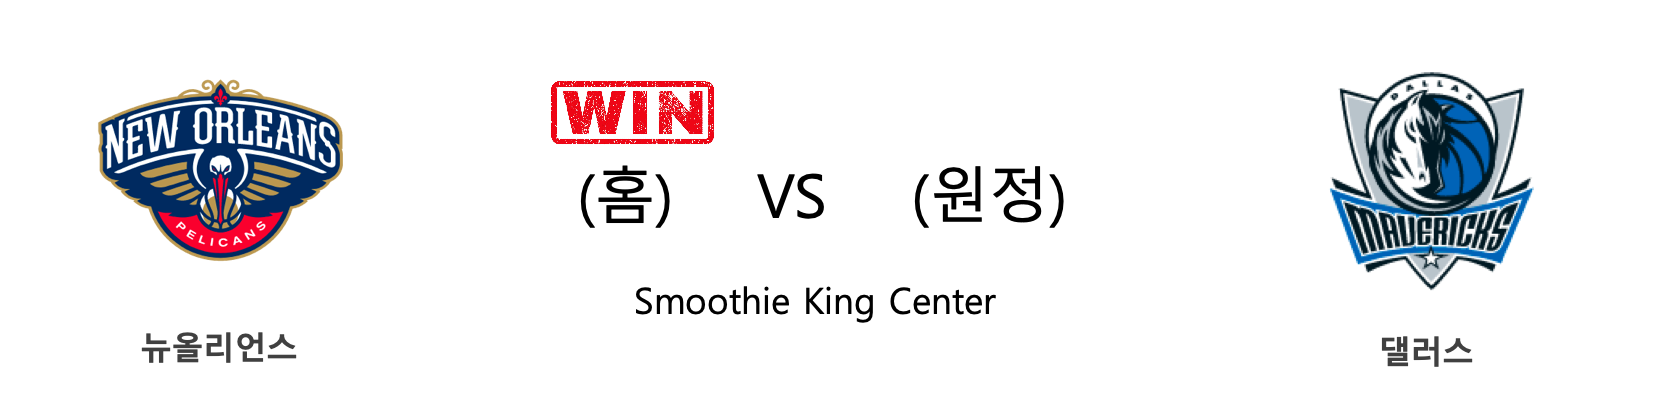 NEW ORLEANS
PELICANS
뉴올리언스
WIN
(홈) VS (원정)
Smoothie King Center
DALLAS
MAVERICKS
댈러스